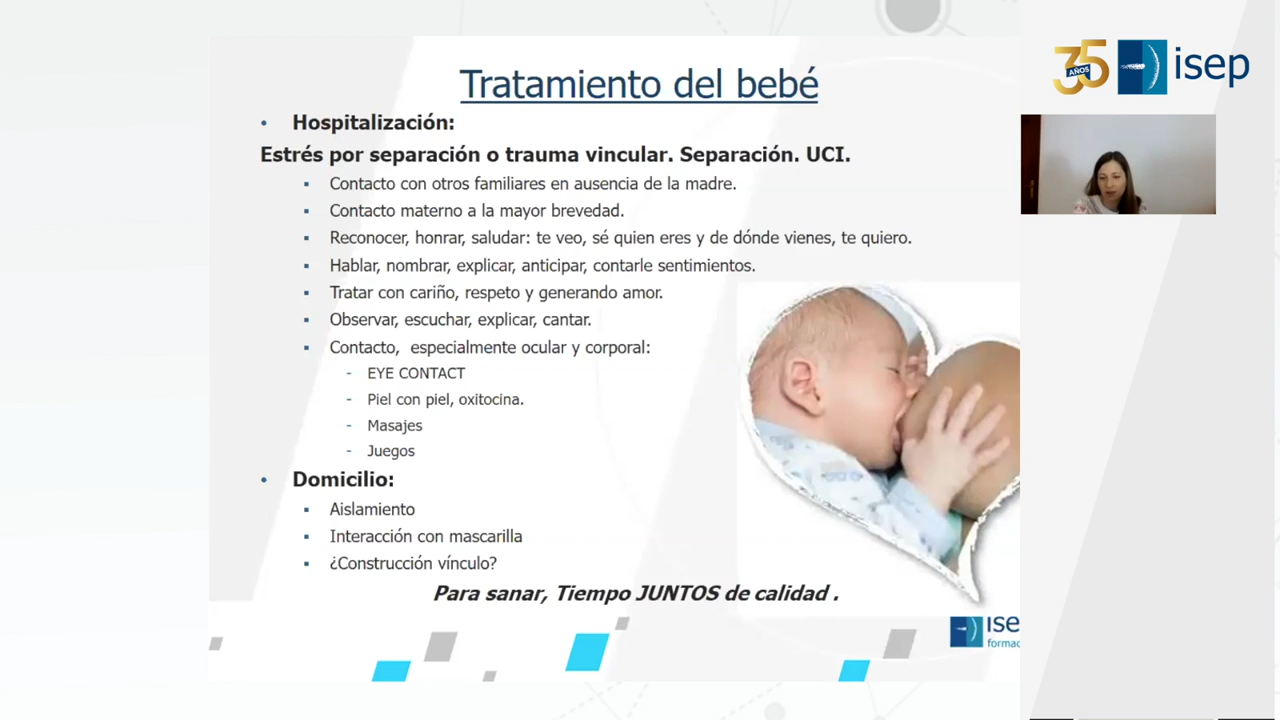 35
AÑOS
isep
Tratamiento del bebé
• Hospitalización:
Estrés por separación o trauma vincular. Separación. UCI.
▪ Contacto con otros familiares en ausencia de la madre.
▪ Contacto materno a la mayor brevedad.
▪ Reconocer, honrar, saludar: te veo, sé quien eres y de dónde vienes, te quiero.
▪ Hablar, nombrar, explicar, anticipar, contarle sentimientos.
▪ Tratar con cariño, respeto y generando amor.
▪ Observar, escuchar, explicar, cantar.
▪ Contacto, especialmente ocular y corporal:
- EYE CONTACT
- Piel con piel, oxitocina.
- Masajes
- Juegos
• Domicilio:
▪ Aislamiento
▪ Interacción con mascarilla
▪ ¿Construcción vínculo?
Para sanar, Tiempo JUNTOS de calidad .
ise
formac